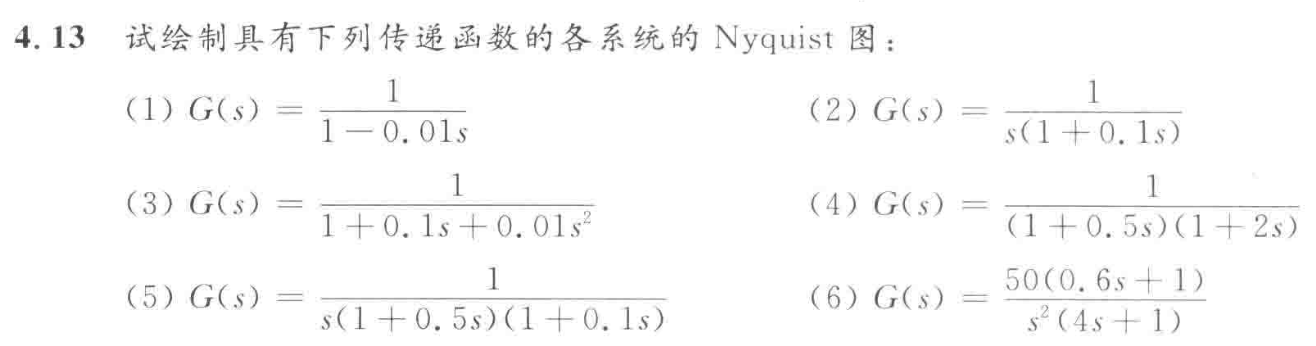 4.13 试绘制具有下列传递函数的各系统的 Nyquist 图：
(1) G(s) = \frac{1}{1-0.01s} (2) G(s) = \frac{1}{s(1+0.1s)}
(3) G(s) = \frac{1}{1+0.1s+0.01s^2} (4) G(s) = \frac{1}{(1+0.5s)(1+2s)}
(5) G(s) = \frac{1}{s(1+0.5s)(1+0.1s)} (6) G(s) = \frac{50(0.6s+1)}{s^2(4s+1)}